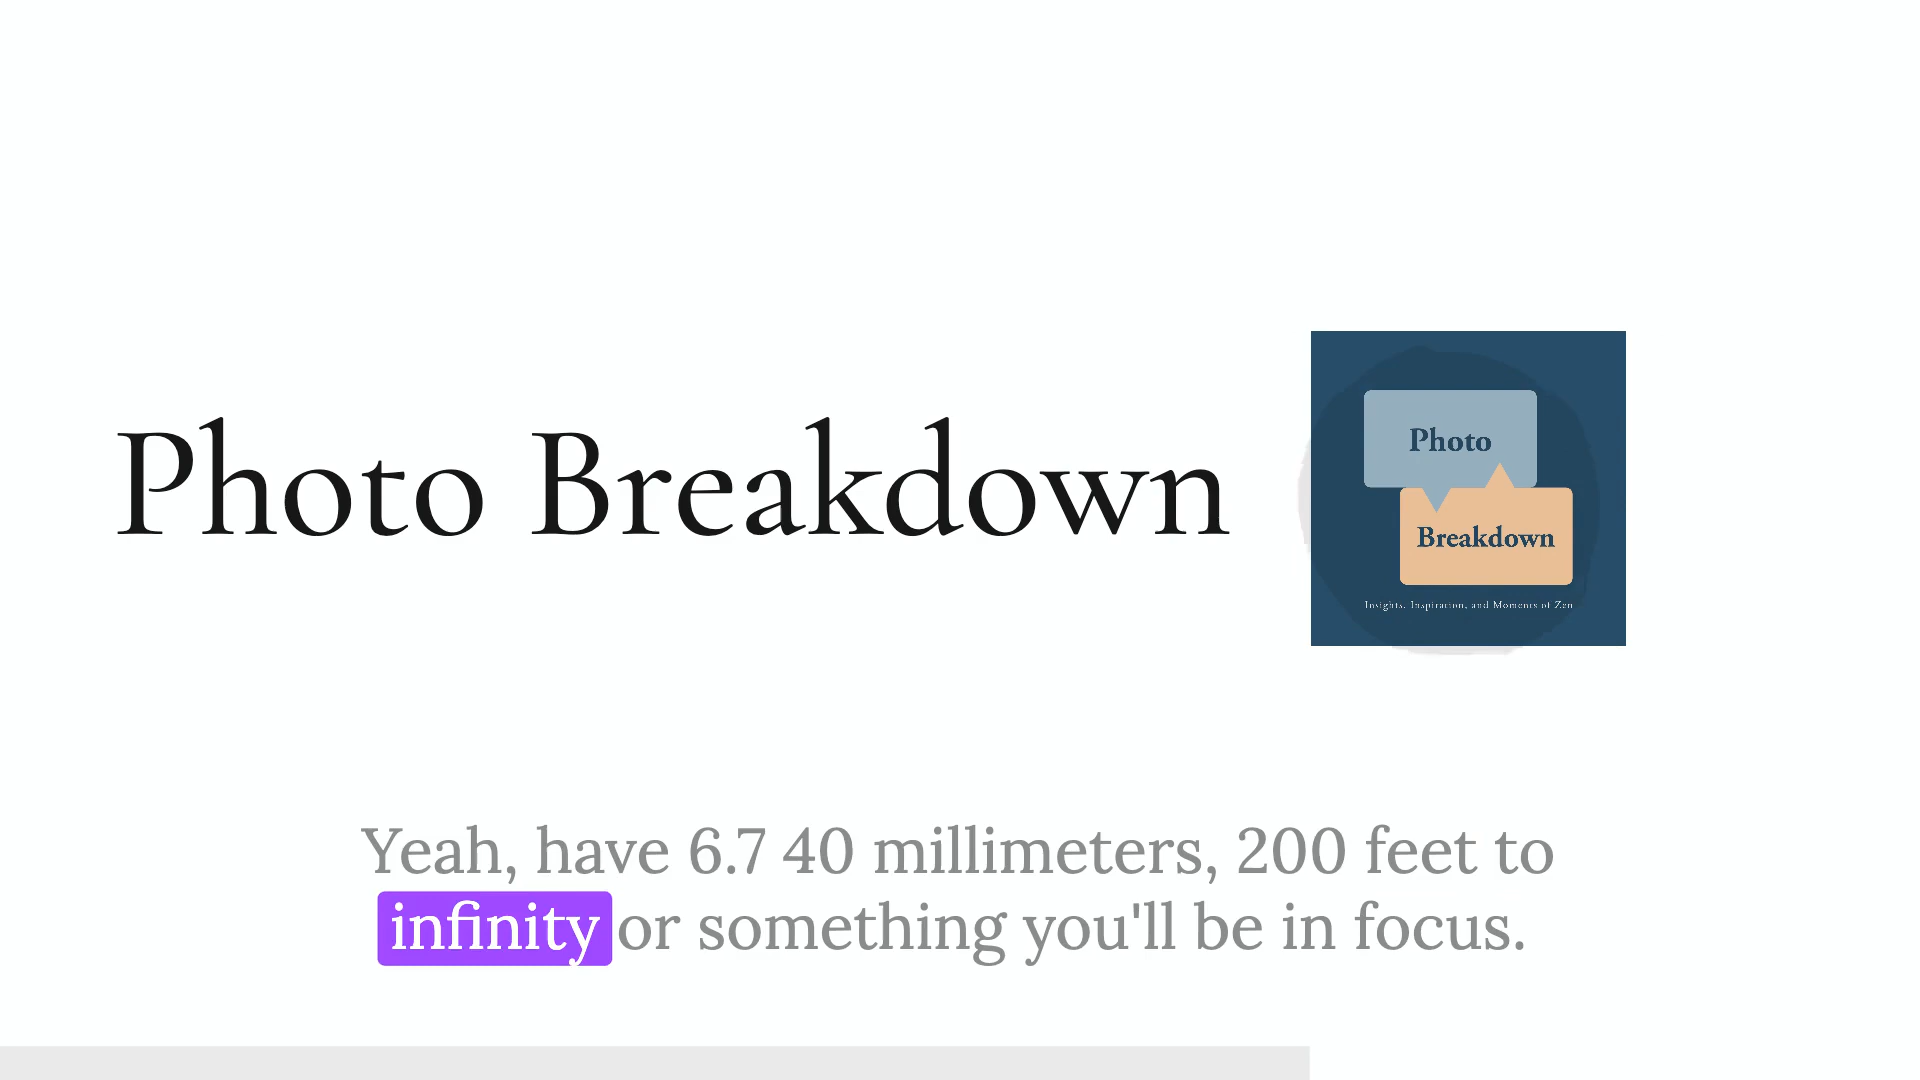 Photo Breakdown
Photo
Breakdown
Insights, Inspiration, and Moments of Zen
Yeah, have 6.7 40 millimeters, 200 feet to
infinity or something you'll be in focus.